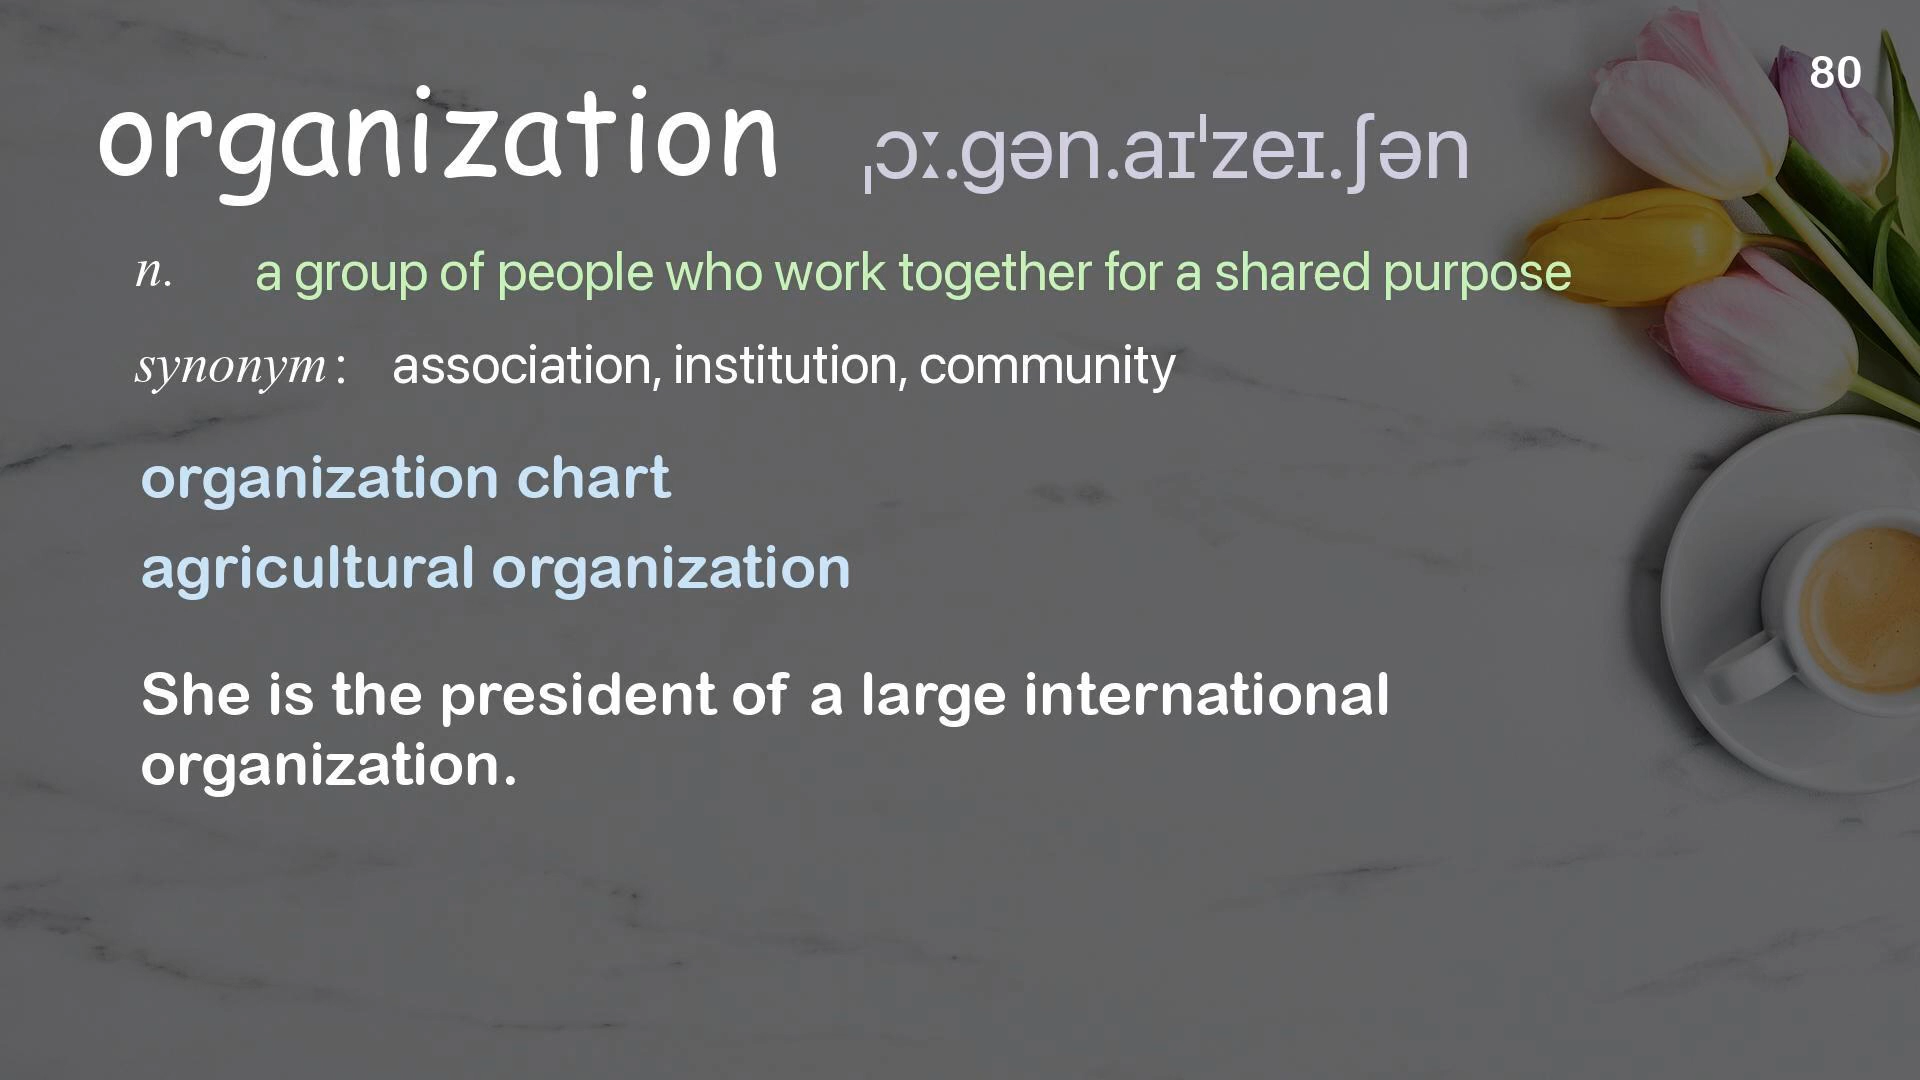 80
organization ˌɔː.gən.aɪˈzeɪ.ʃən
n. a group of people who work together for a shared purpose
synonym : association, institution, community
organization chart
agricultural organization
She is the president of a large international
organization.